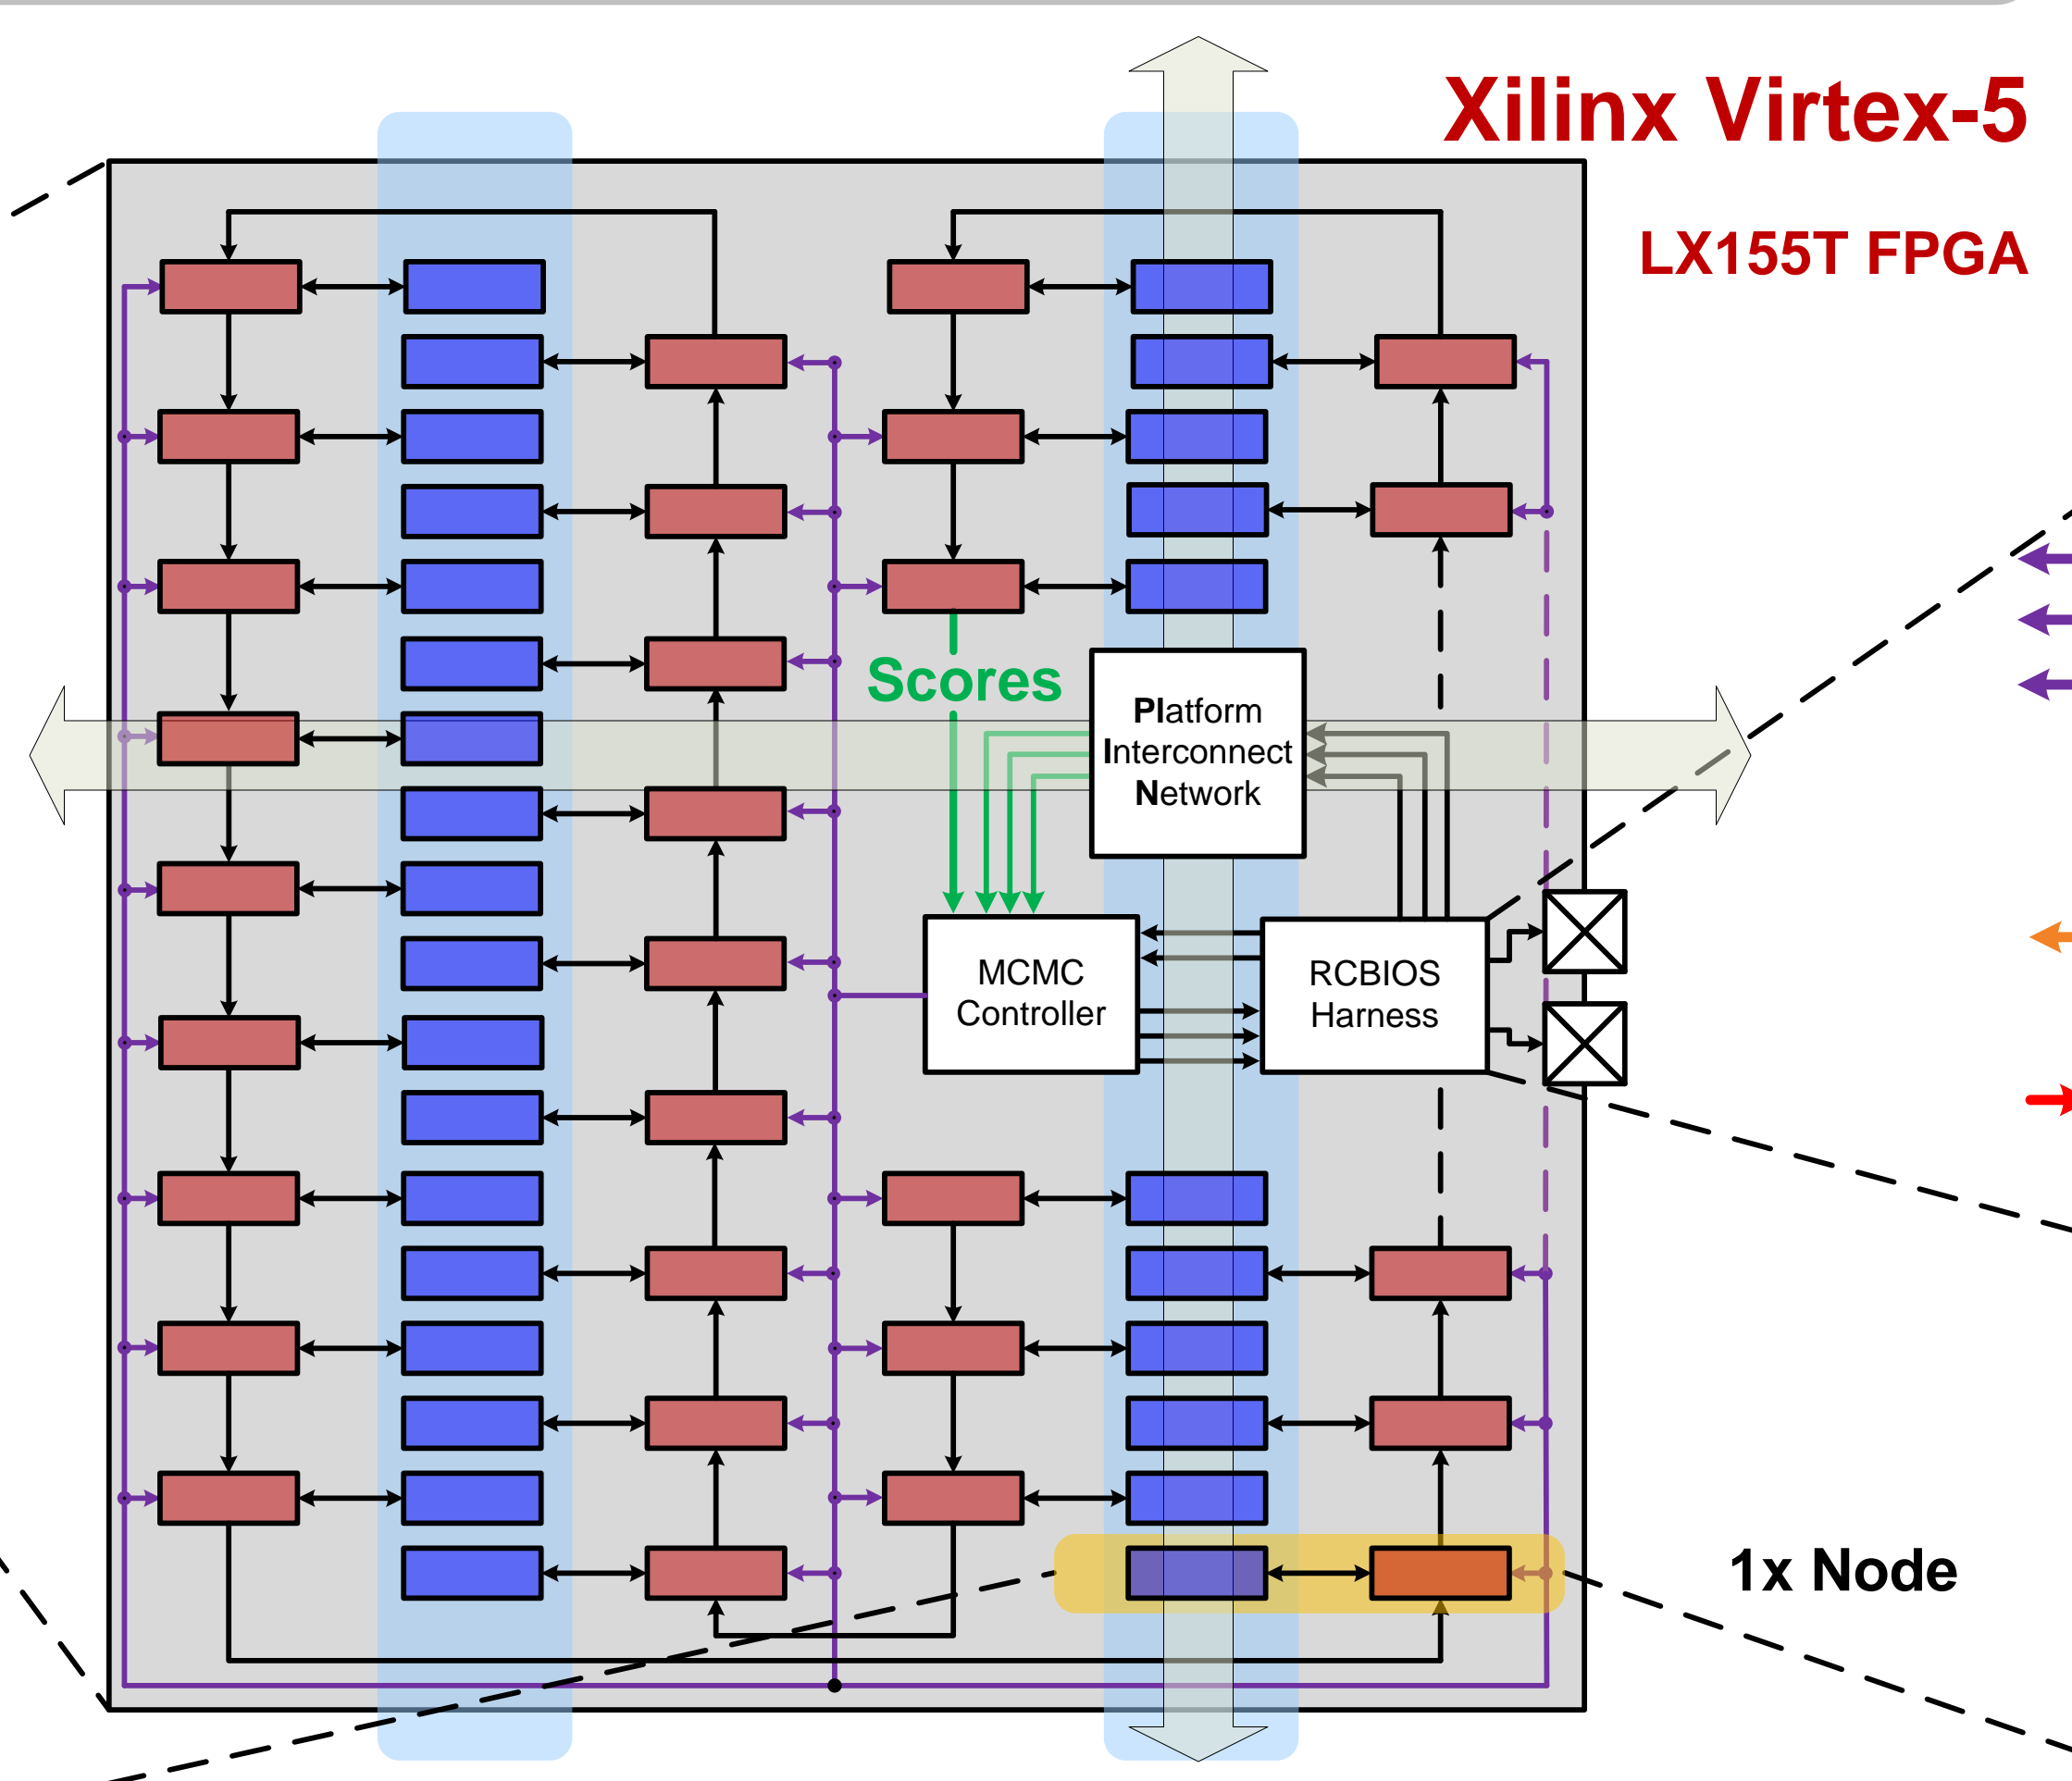 Xilinx Virtex-5
LX155T FPGA
Scores
Platform
Interconnect
Network
MCMC
Controller
RCBIOS
Harness
1x Node